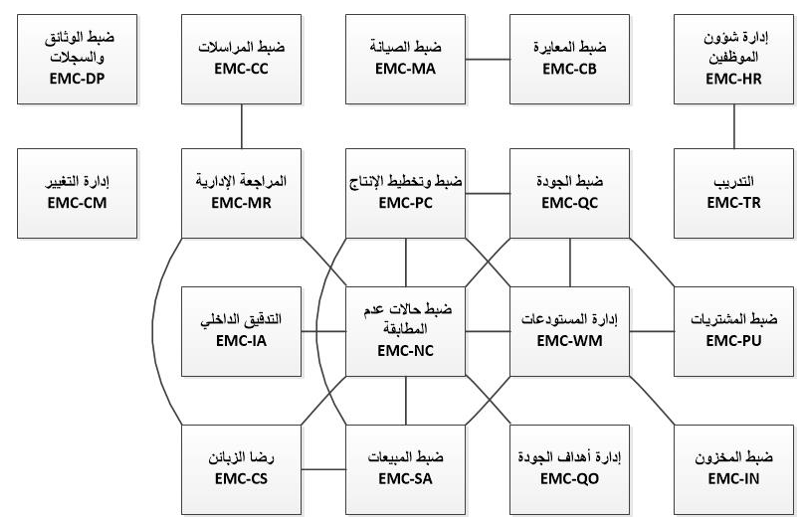 ضبط الوثائق
والسجلات
EMC-DP
ضبط المراسلات
EMC-CC
ضبط الصيانة
EMC-MA
ضبط المعايرة
EMC-CB
إدارة شؤون
الموظفين
EMC-HR
إدارة التغيير
EMC-CM
المراجعة الإدارية
EMC-MR
ضبط وتخطيط الإنتاج
EMC-PC
ضبط الجودة
EMC-QC
التدريب
EMC-TR
التدقيق الداخلي
EMC-IA
ضبط حالات عدم
المطابقة
EMC-NC
إدارة المستودعات
EMC-WM
ضبط المشتريات
EMC-PU
رضا الزبائن
EMC-CS
ضبط المبيعات
EMC-SA
إدارة أهداف الجودة
EMC-QO
ضبط المخزون
EMC-IN